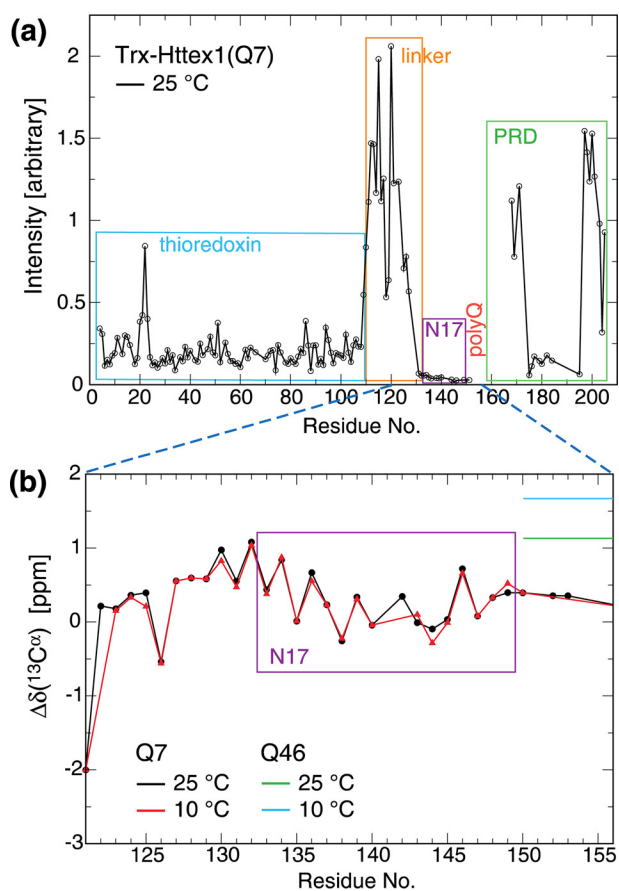 (a)
Trx-Httex1(Q7)
25 °C
linker
PRD
thioredoxin
N17
polyQ
Intensity [arbitrary]
2
1.5
1
0.5
0
0 20 40 60 80 100 120 140 160 180 200
Residue No.
(b)
2
1
0
-1
-2
-3
Δδ(¹³Cᵅ) [ppm]
N17
Q7 Q46
25 °C 25 °C
10 °C 10 °C
125 130 135 140 145 150 155
Residue No.